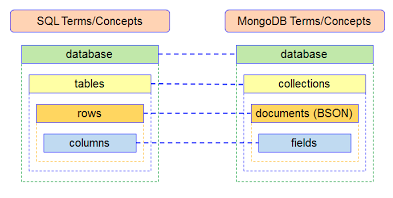 SQL Terms/Concepts
MongoDB Terms/Concepts
database
database
tables
collections
rows
documents (BSON)
columns
fields